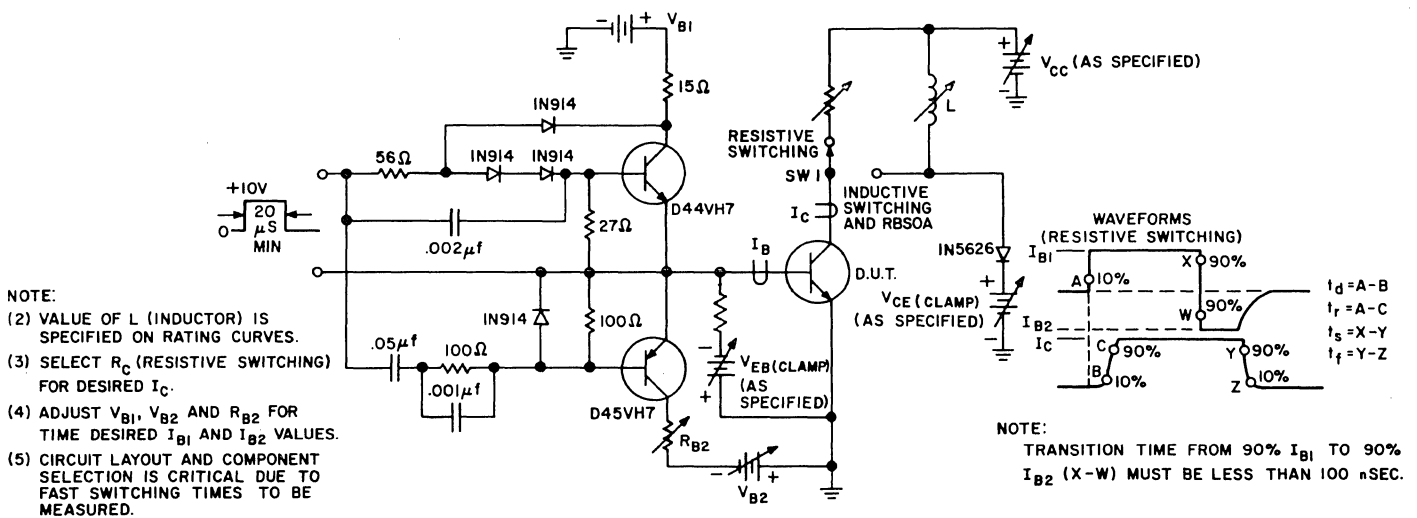 − + V_B1
15Ω
1N914
56Ω
1N914 1N914
+10V
0
20
μS
MIN
.002μf
27Ω
D44VH7
I_B
1N914
100Ω
.05μf
100Ω
.001μf
D45VH7
R_B2
− +
V_B2
−
V_EB(CLAMP)
+
(AS
SPECIFIED)
D.U.T.
RESISTIVE
SWITCHING
SW 1
I_C
INDUCTIVE
SWITCHING
AND RBSOA
L
+
−
V_CC (AS SPECIFIED)
1N5626
+
V_CE (CLAMP)
(AS SPECIFIED)
−
WAVEFORMS
(RESISTIVE SWITCHING)
I_B1
A 10%
X 90%
W 90%
I_B2
I_C
C 90%
B 10%
Y 90%
Z 10%
t_d=A-B
t_r=A-C
t_s=X-Y
t_f=Y-Z
NOTE:
(2) VALUE OF L (INDUCTOR) IS
SPECIFIED ON RATING CURVES.
(3) SELECT R_C (RESISTIVE SWITCHING)
FOR DESIRED I_C.
(4) ADJUST V_B1, V_B2 AND R_B2 FOR
TIME DESIRED I_B1 AND I_B2 VALUES.
(5) CIRCUIT LAYOUT AND COMPONENT
SELECTION IS CRITICAL DUE TO
FAST SWITCHING TIMES TO BE
MEASURED.
NOTE:
TRANSITION TIME FROM 90% I_B1 TO 90%
I_B2 (X-W) MUST BE LESS THAN 100 nSEC.